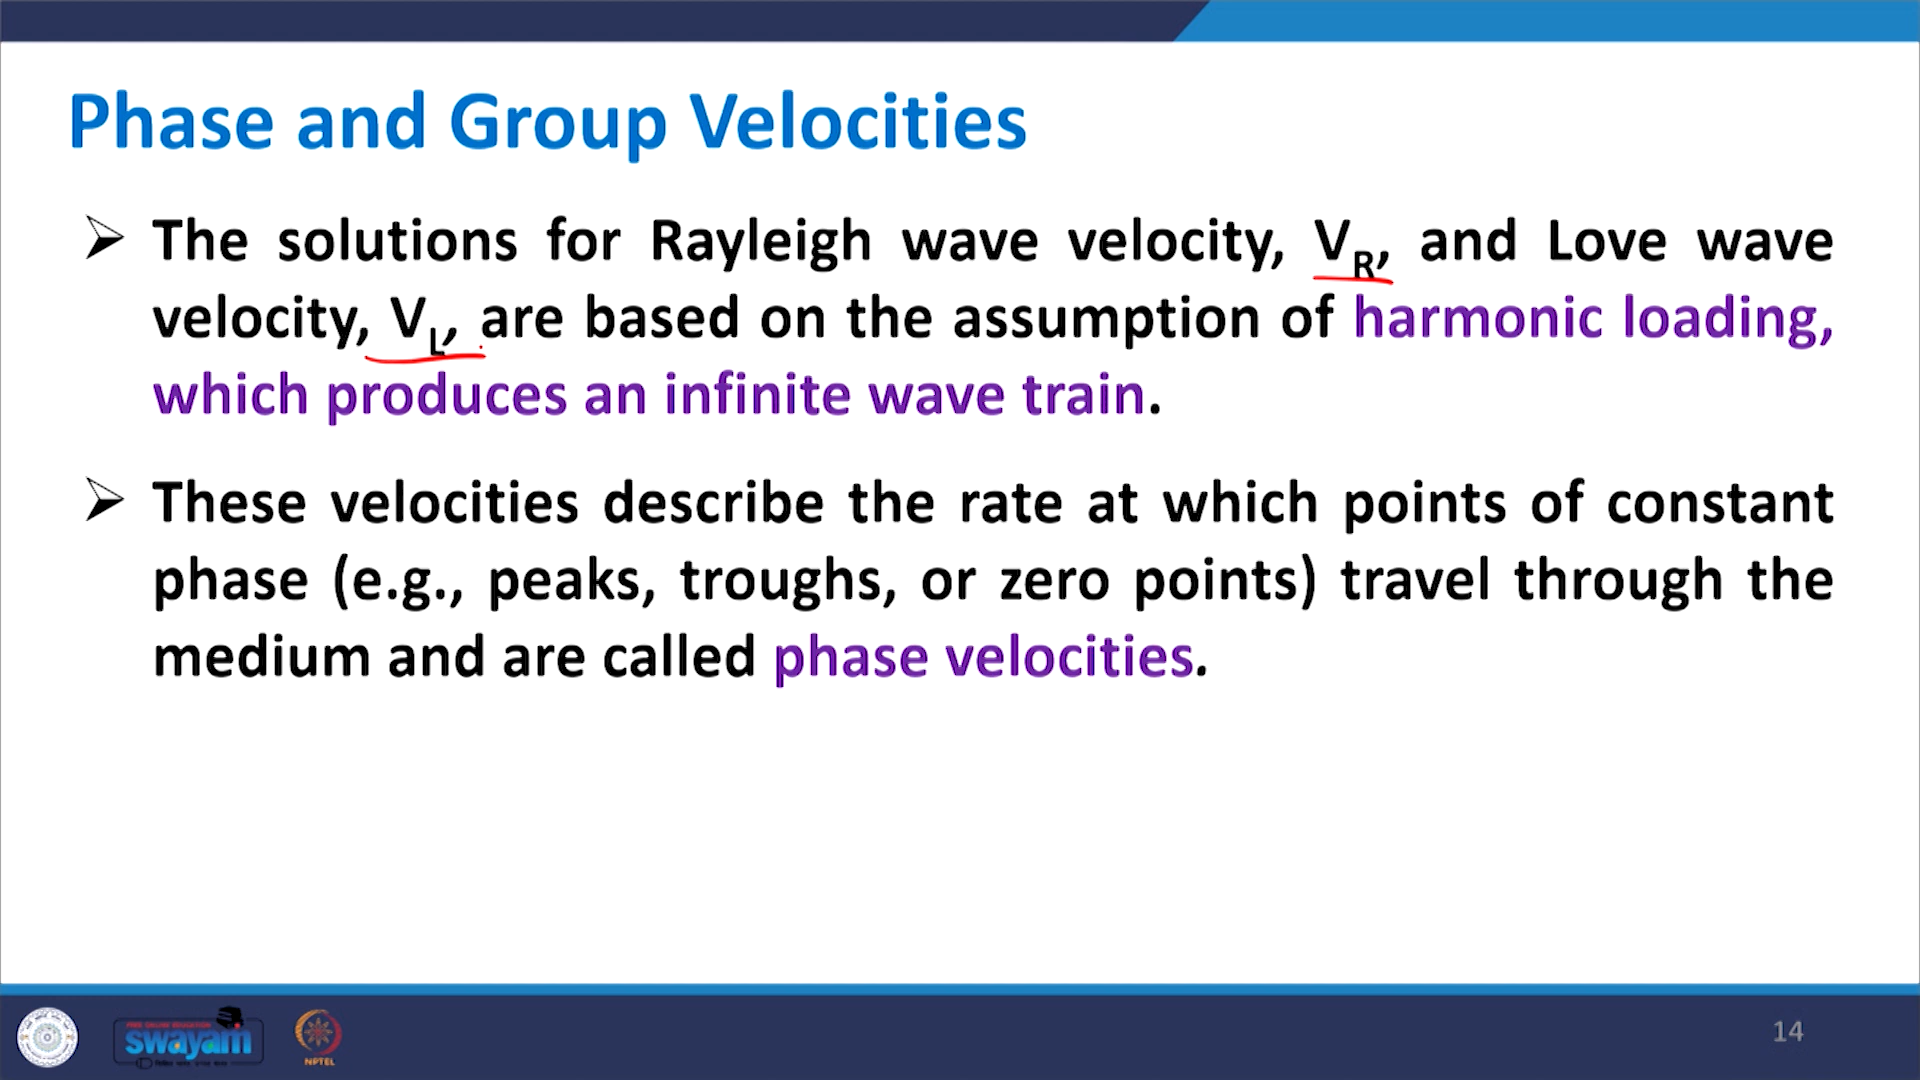 Phase and Group Velocities
➢ The solutions for Rayleigh wave velocity, V_R, and Love wave
velocity, V_L, are based on the assumption of harmonic loading,
which produces an infinite wave train.
➢ These velocities describe the rate at which points of constant
phase (e.g., peaks, troughs, or zero points) travel through the
medium and are called phase velocities.
FREE ONLINE EDUCATION
swayam
NPTEL
14